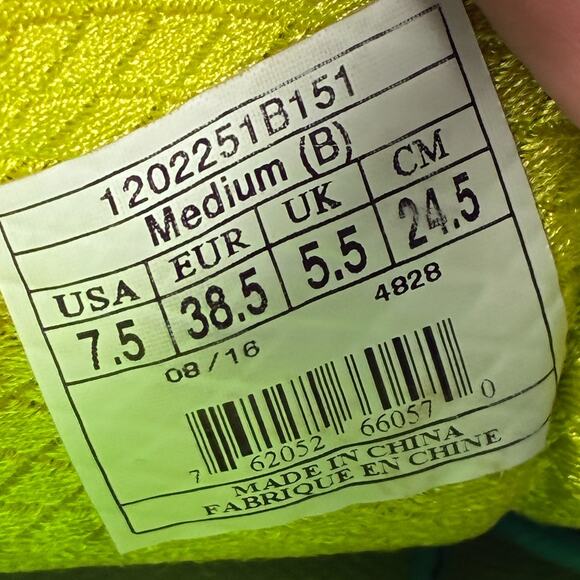 1202251B151
Medium (B)
USA EUR UK CM
7.5 38.5 5.5 24.5
08/16 4828
7 62052 66057 0
MADE IN CHINA
FABRIQUE EN CHINE